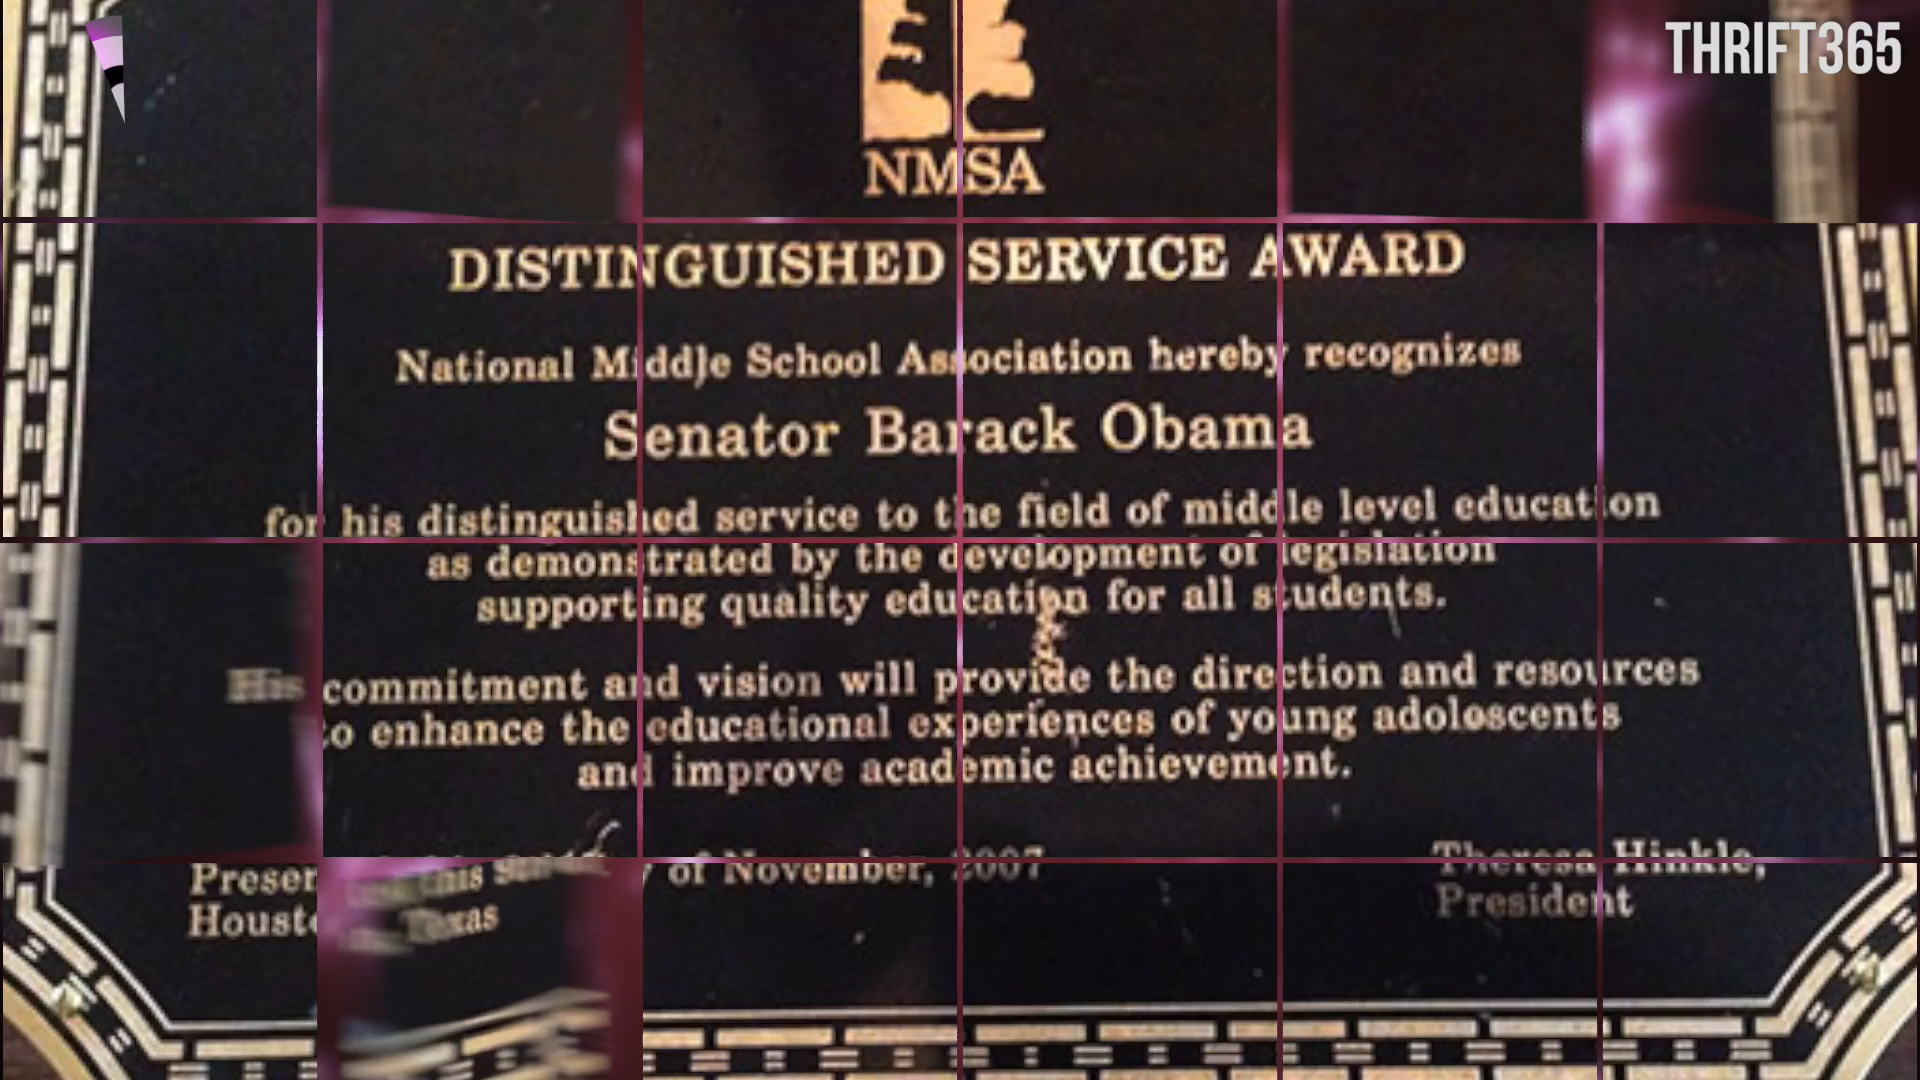 THRIFT365
NMSA
DISTINGUISHED SERVICE AWARD
National Middle School Association hereby recognizes
Senator Barack Obama
for his distinguished service to the field of middle level education
as demonstrated by the development of legislation
supporting quality education for all students.
His commitment and vision will provide the direction and resources
to enhance the educational experiences of young adolescents
and improve academic achievement.
this of November, 2007
Texas
Theresa Hinkle,
President